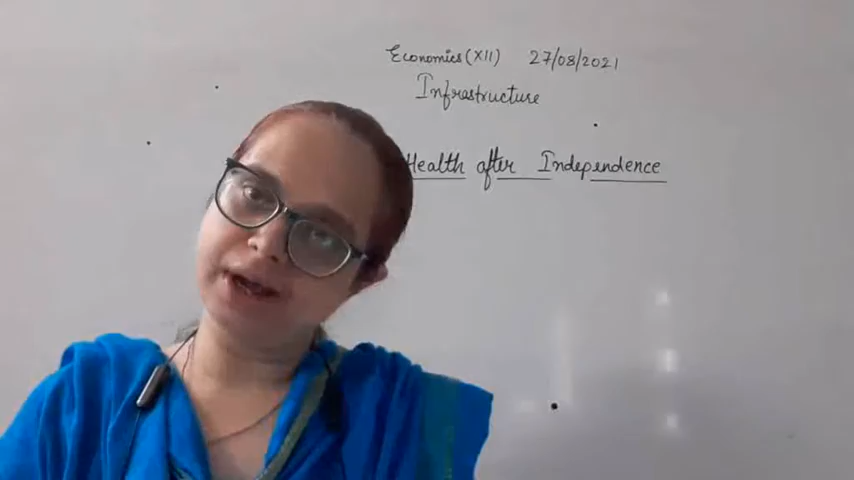 Economics(XII) 27/08/2021
Infrastructure
Health after Independence